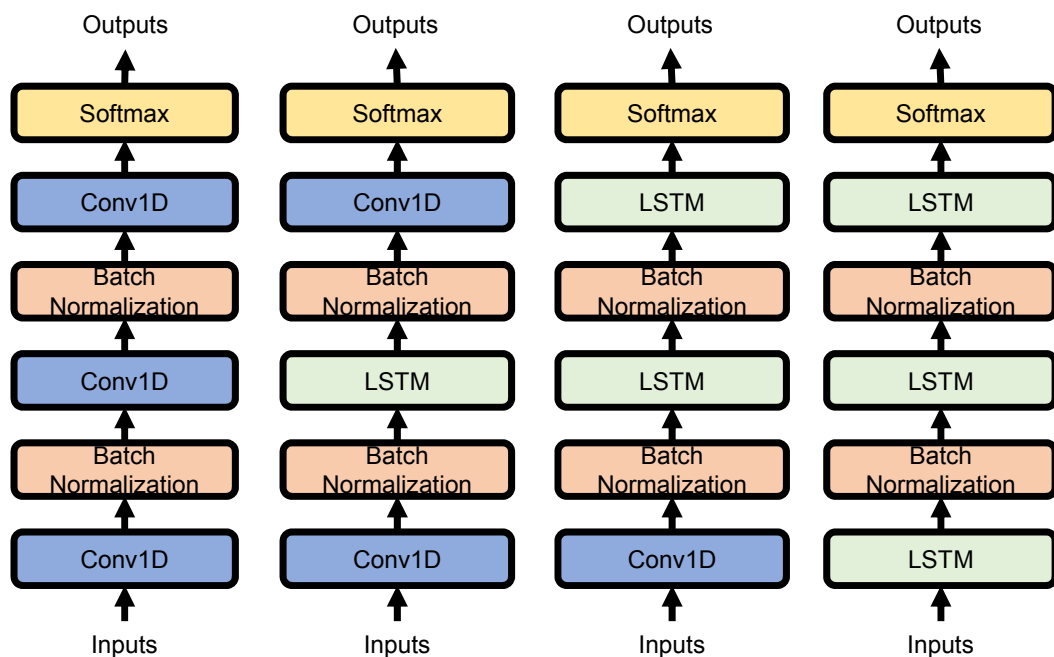 Outputs Outputs Outputs Outputs
Softmax Softmax Softmax Softmax
Conv1D Conv1D LSTM LSTM
Batch Batch Batch Batch
Normalization Normalization Normalization Normalization
Conv1D LSTM LSTM LSTM
Batch Batch Batch Batch
Normalization Normalization Normalization Normalization
Conv1D Conv1D Conv1D LSTM
Inputs Inputs Inputs Inputs